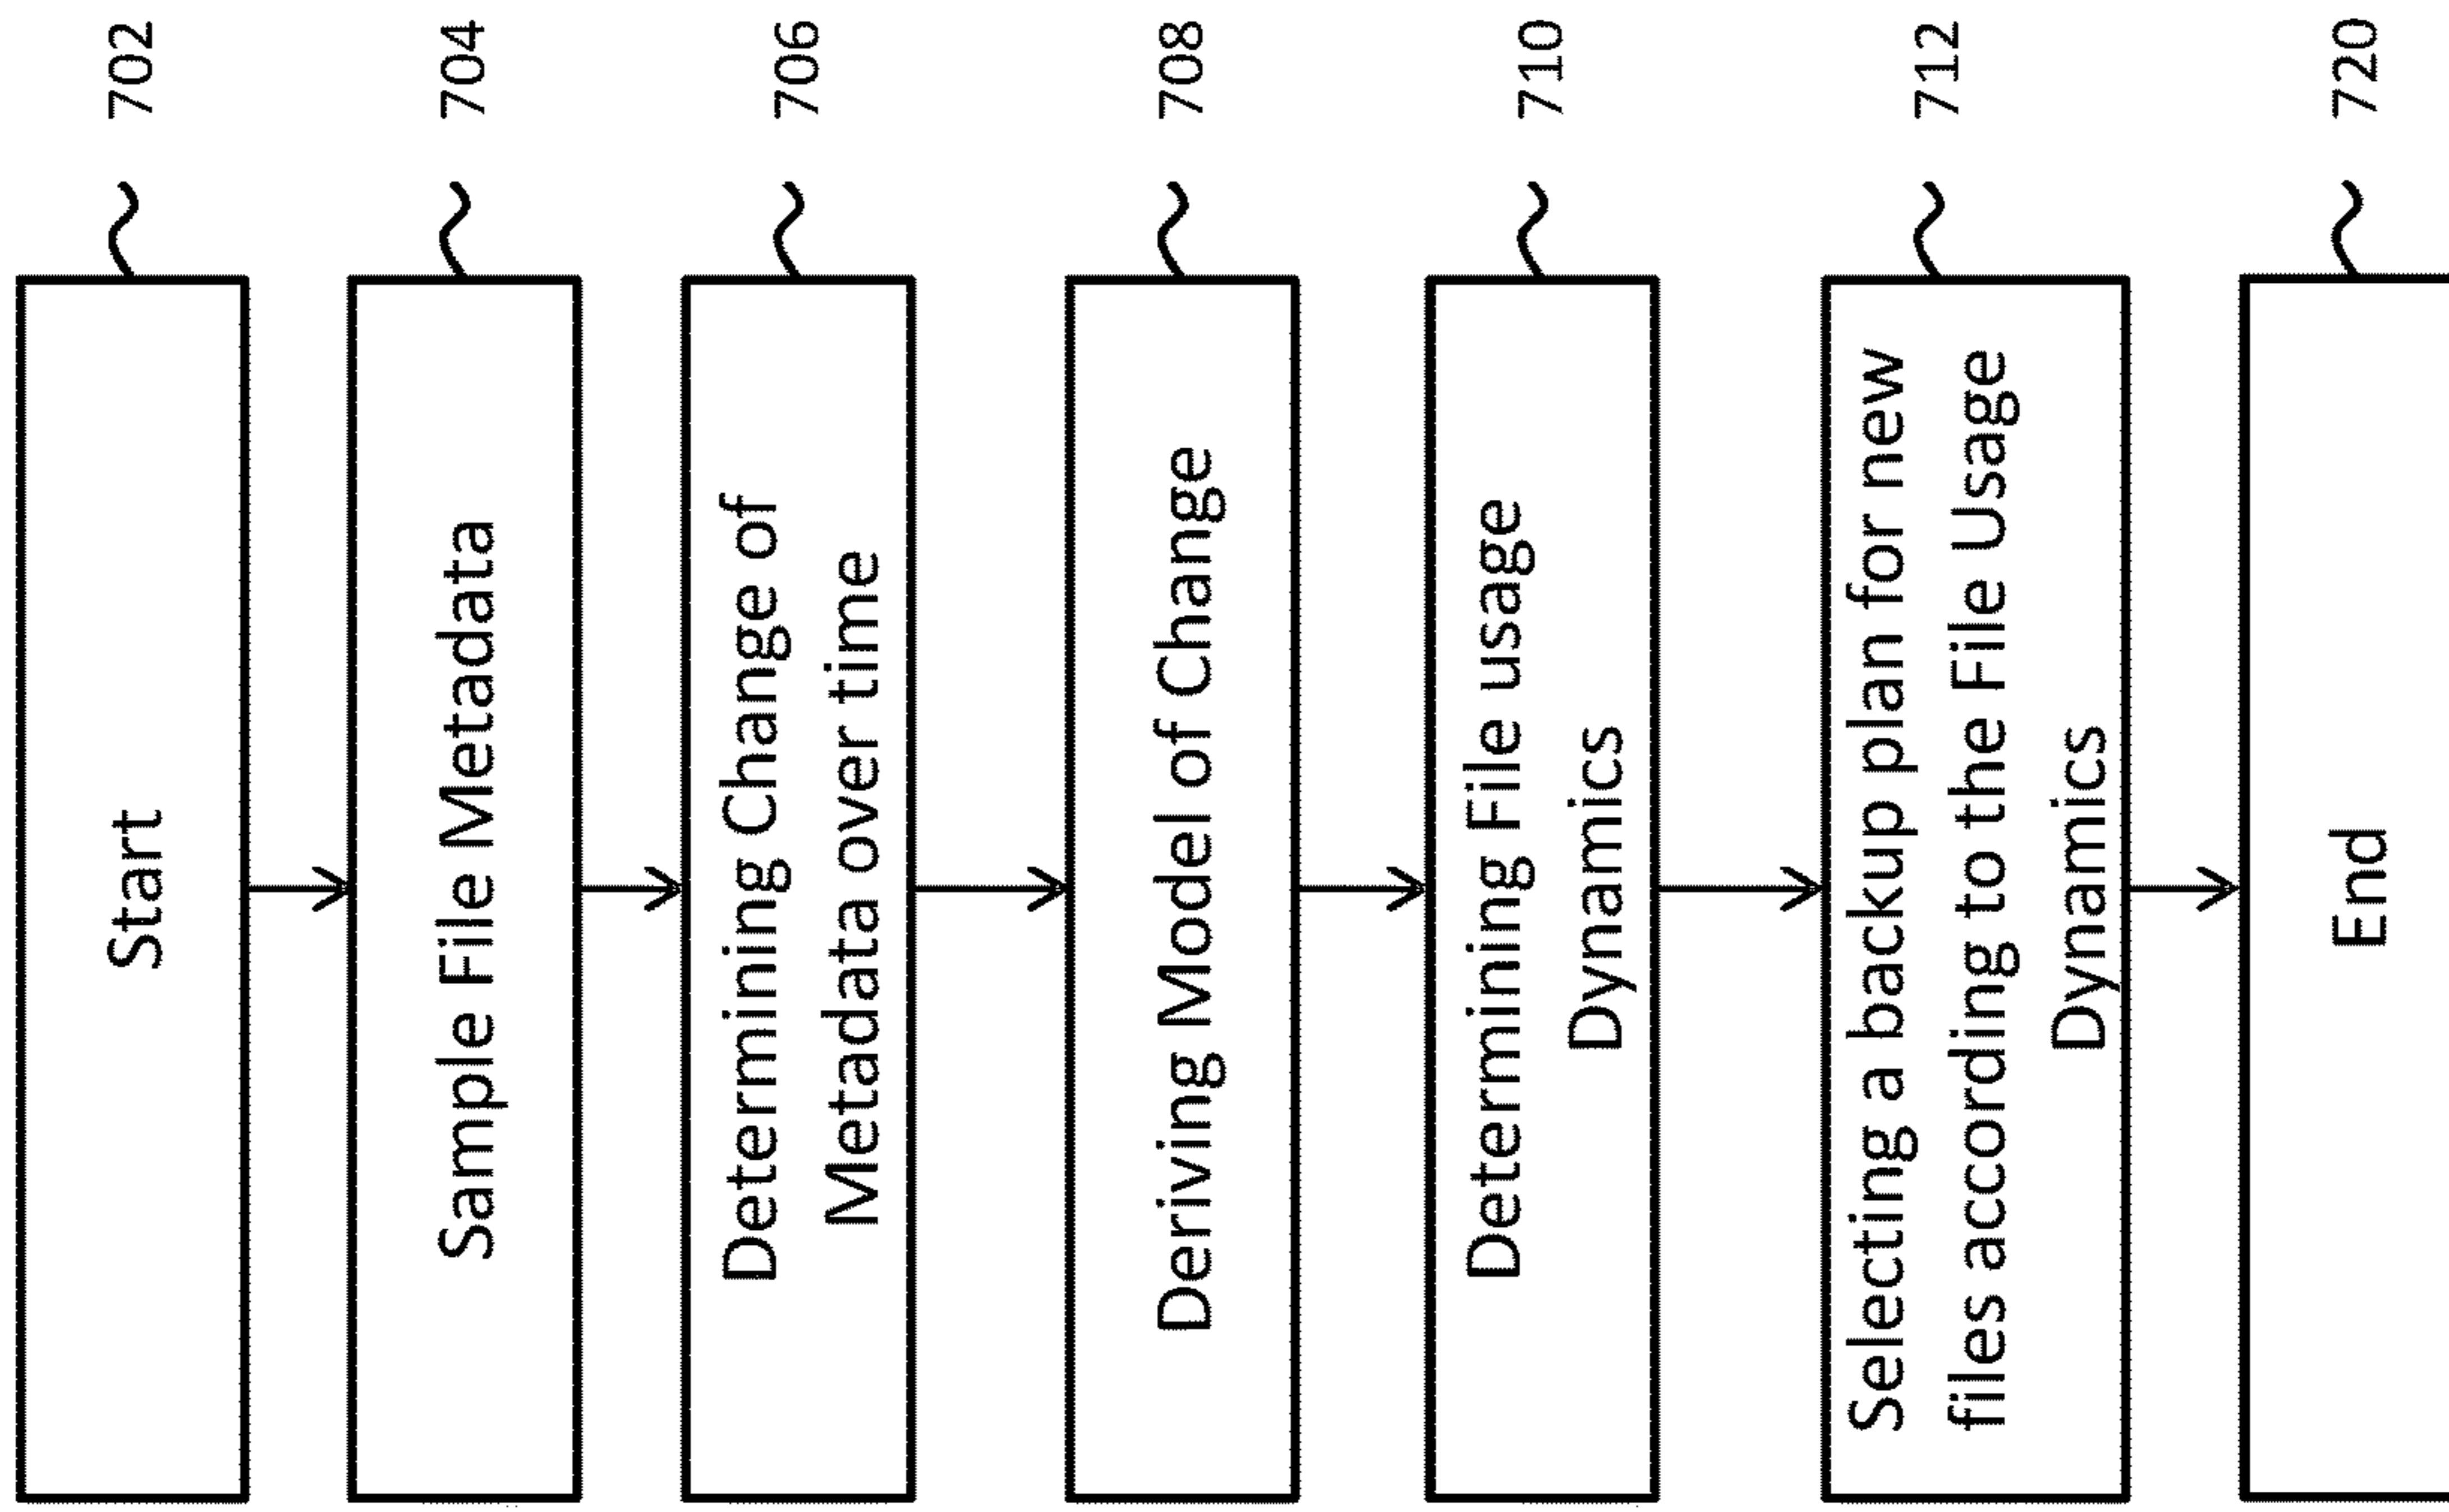 Start
702
Sample File Metadata
704
Determining Change of
Metadata over time
706
Deriving Model of Change
708
Determining File usage
Dynamics
710
Selecting a backup plan for new
files according to the File Usage
Dynamics
712
End
720